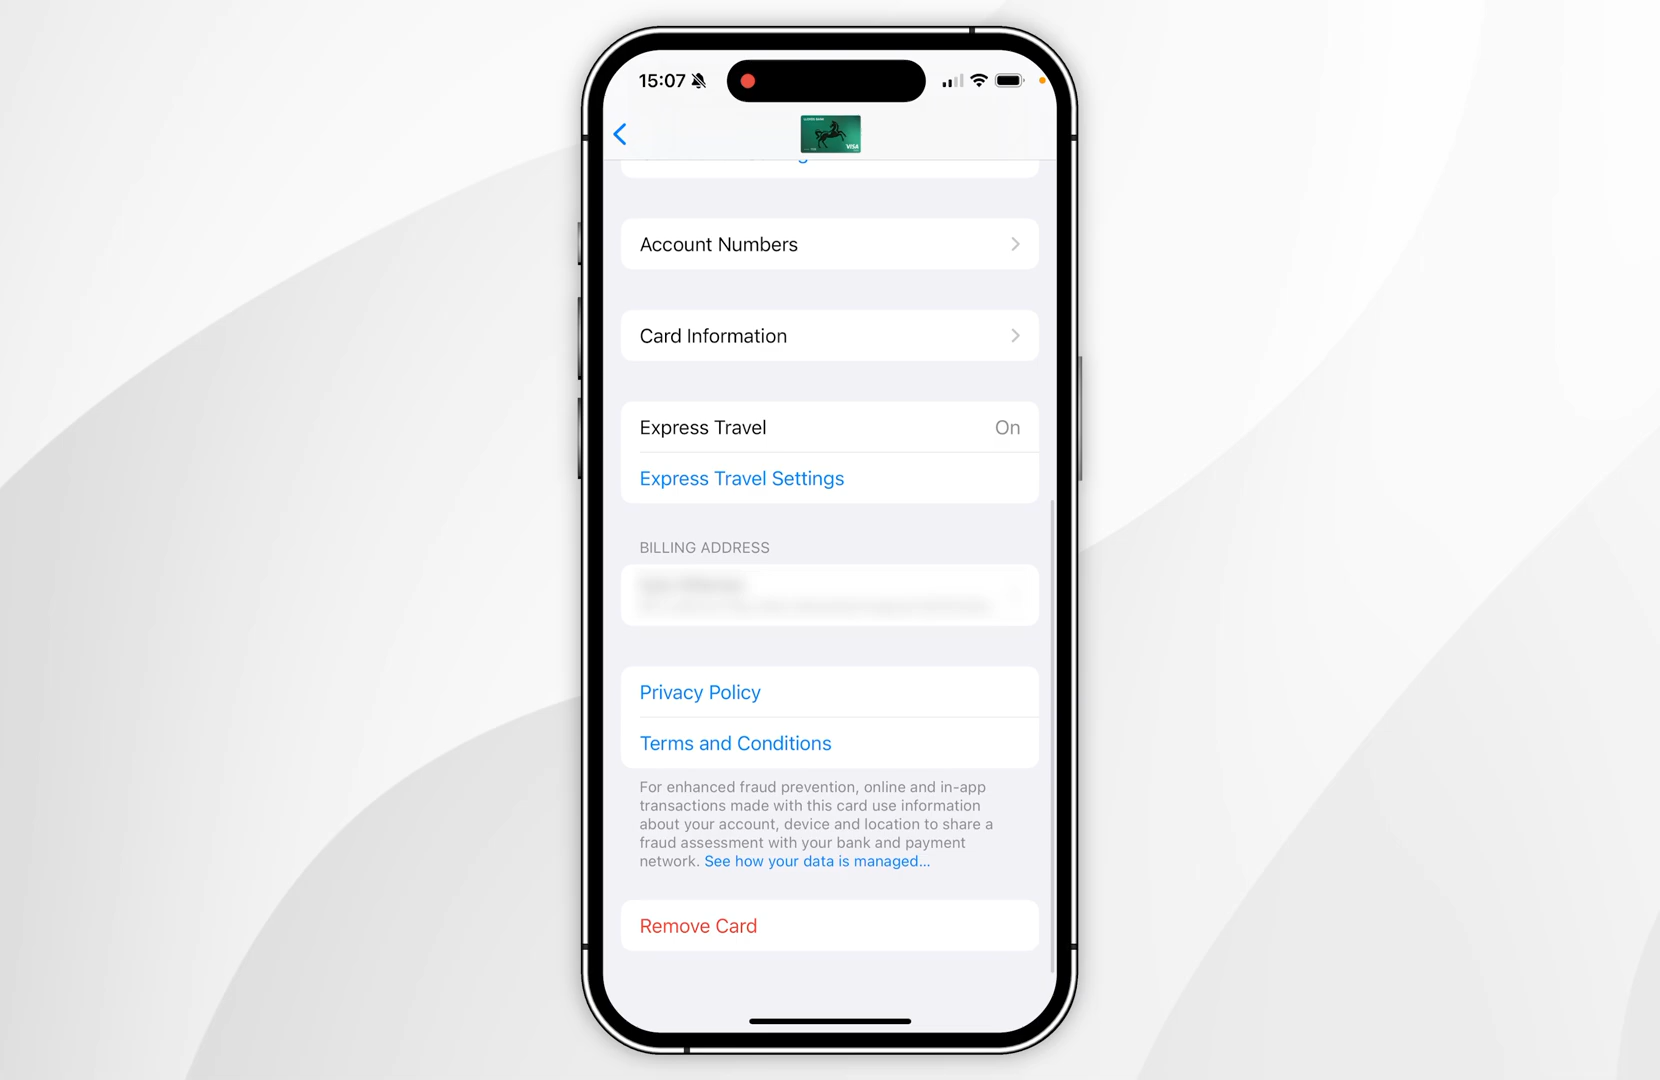 15:07
LLOYDS BANK
VISA
Account Numbers
Card Information
Express Travel On
Express Travel Settings
BILLING ADDRESS
Privacy Policy
Terms and Conditions
For enhanced fraud prevention, online and in-app
transactions made with this card use information
about your account, device and location to share a
fraud assessment with your bank and payment
network. See how your data is managed...
Remove Card